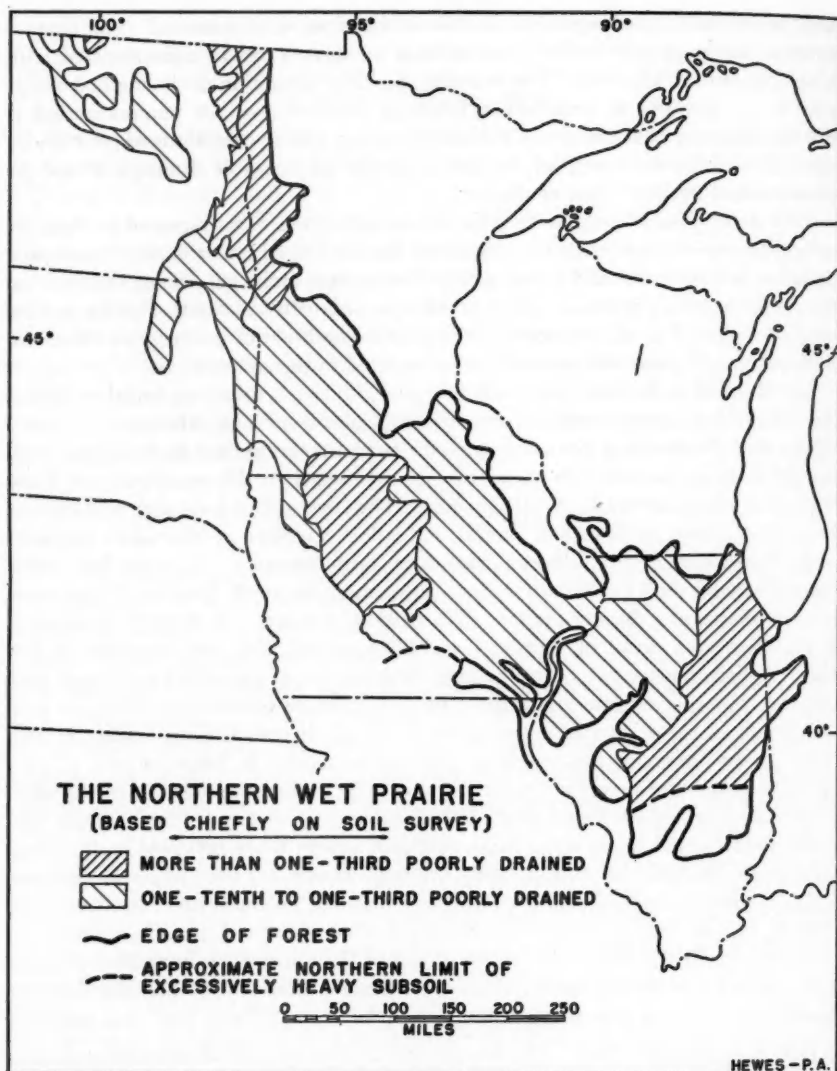 100°
95°
90°
45°
45°
40°
THE NORTHERN WET PRAIRIE
(BASED CHIEFLY ON SOIL SURVEY)
MORE THAN ONE-THIRD POORLY DRAINED
ONE-TENTH TO ONE-THIRD POORLY DRAINED
EDGE OF FOREST
APPROXIMATE NORTHERN LIMIT OF
EXCESSIVELY HEAVY SUBSOIL
0 50 100 150 200 250
MILES
HEWES-P.A.